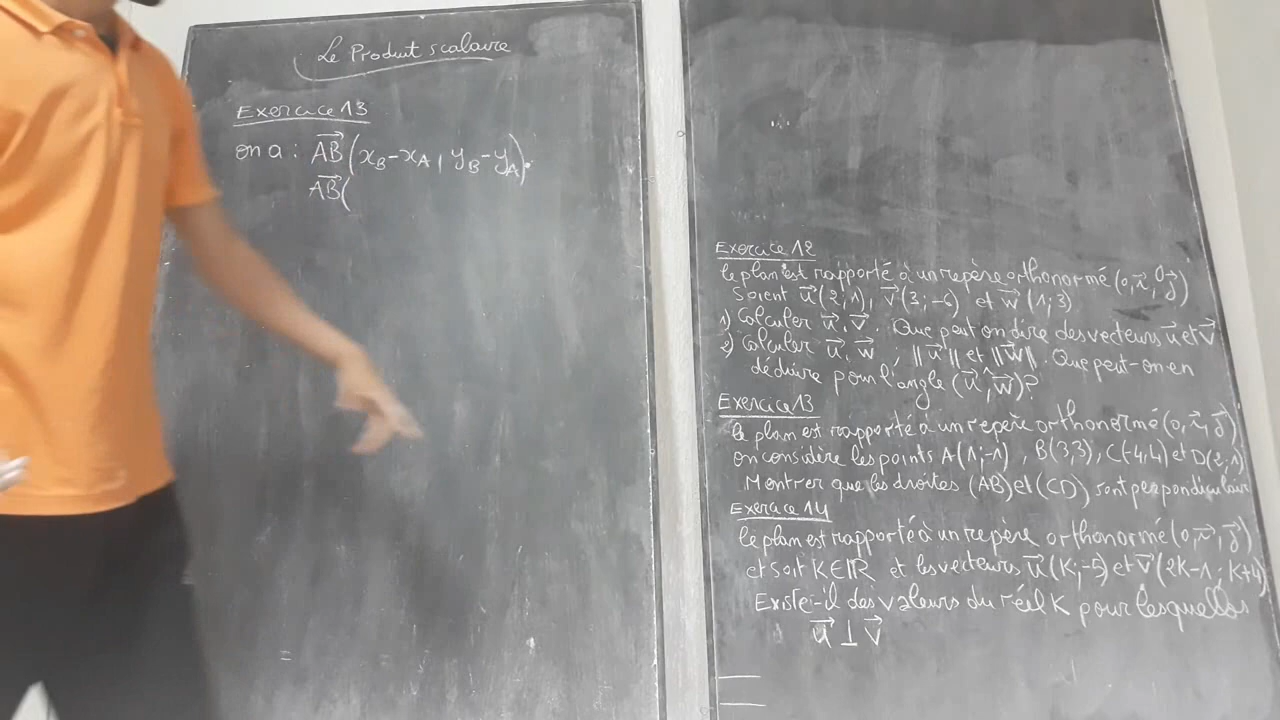 Le Produit scalaire
Exercice 13
on a : AB⃗ (x_B - x_A , y_B - y_A).
AB⃗ (
Exercice 12
le plan est rapporté à un repère orthonormé (o, i⃗, j⃗)
Soient u⃗(2;1), v⃗(3;-6) et w⃗(1;3)
1) Calculer u⃗.v⃗. Que peut on dire des vecteurs u⃗ et v⃗
2) Calculer u⃗.w⃗, ||u⃗|| et ||w⃗||. Que peut-on en
déduire pour l'angle (u⃗,w⃗)?
Exercice 13
le plan est rapporté à un repère orthonormé (o, i⃗, j⃗)
on considère les points A(1;-1), B(3,3), C(-4,4) et D(2;1)
Montrer que les droites (AB) et (CD) sont perpendiculaire
Exercice 14
le plan est rapporté à un repère orthonormé (o, i⃗, j⃗)
et soit K∈IR et les vecteurs u⃗(K;-5) et v⃗(2K-1; K+4)
Existe-il des valeurs du réel K pour lesquelles
u⃗ ⊥ v⃗